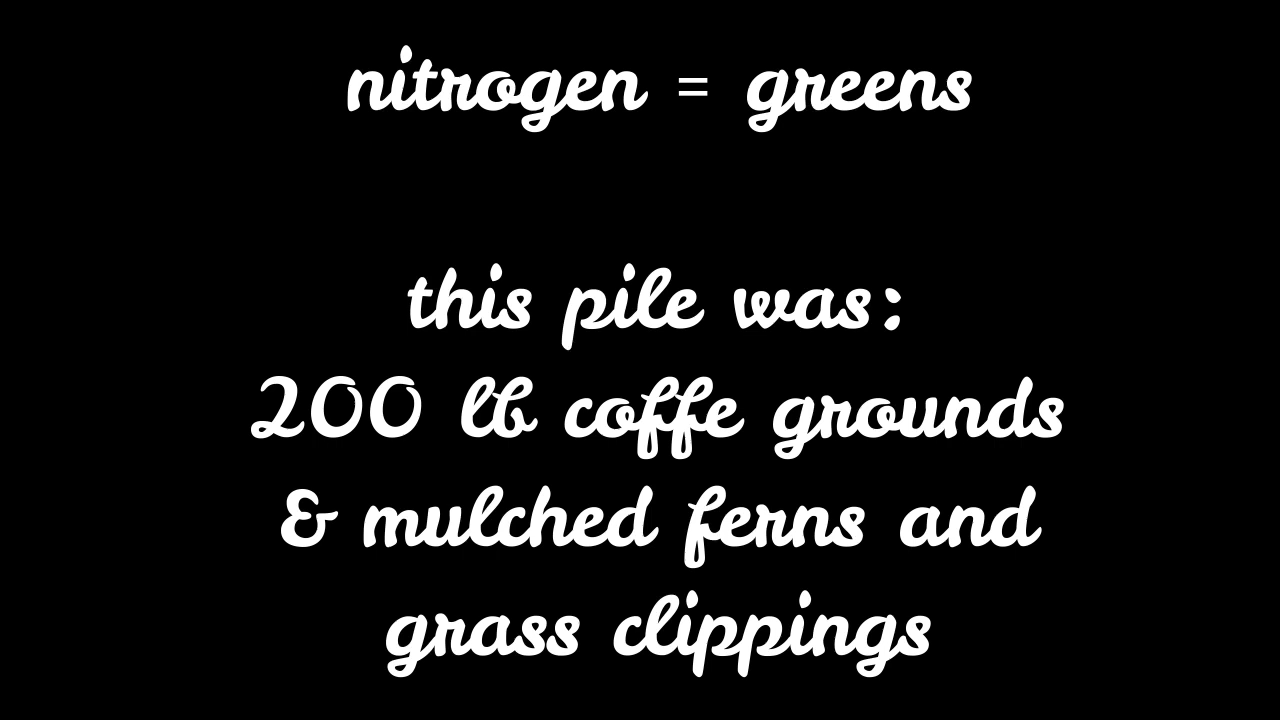 nitrogen = greens
this pile was:
200 lb coffe grounds
& mulched ferns and
grass clippings